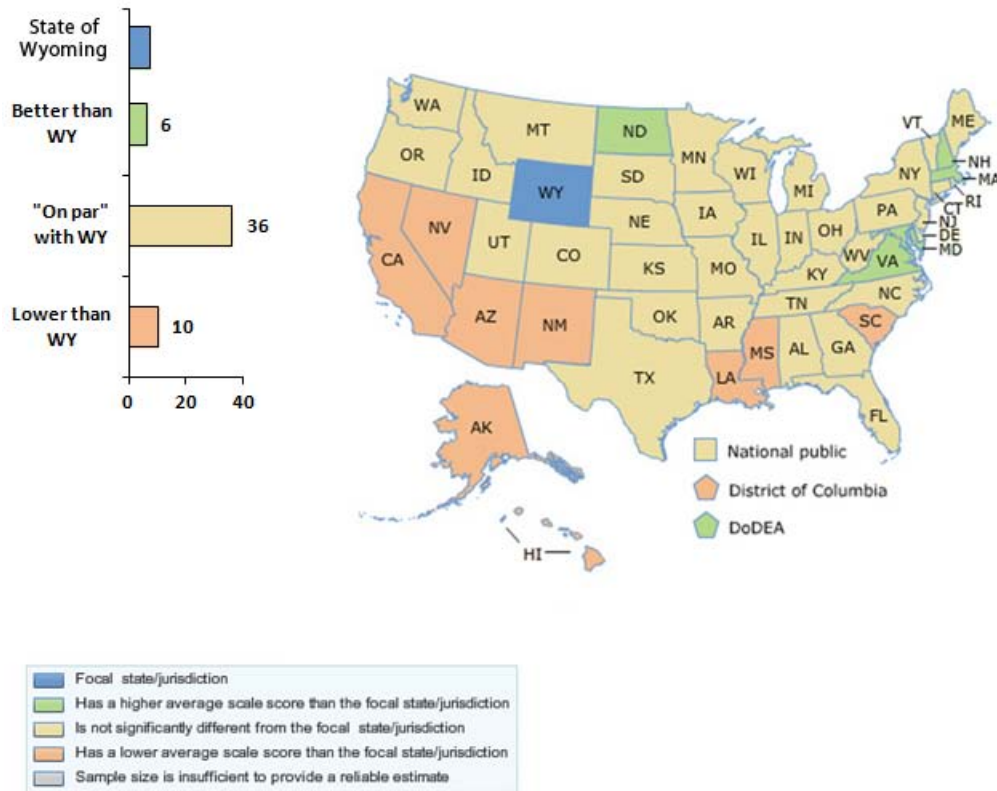 State of
Wyoming
Better than
WY
6
"On par"
with WY
36
Lower than
WY
10
0 20 40
WA
OR
CA
NV
ID
MT
WY
UT
AZ
CO
NM
ND
SD
NE
KS
OK
TX
MN
IA
MO
AR
LA
WI
IL
MS
MI
IN
KY
TN
AL
OH
WV
VA
NC
SC
GA
FL
PA
NY
VT
ME
NH
MA
RI
CT
NJ
DE
MD
AK
HI
National public
District of Columbia
DoDEA
Focal state/jurisdiction
Has a higher average scale score than the focal state/jurisdiction
Is not significantly different from the focal state/jurisdiction
Has a lower average scale score than the focal state/jurisdiction
Sample size is insufficient to provide a reliable estimate